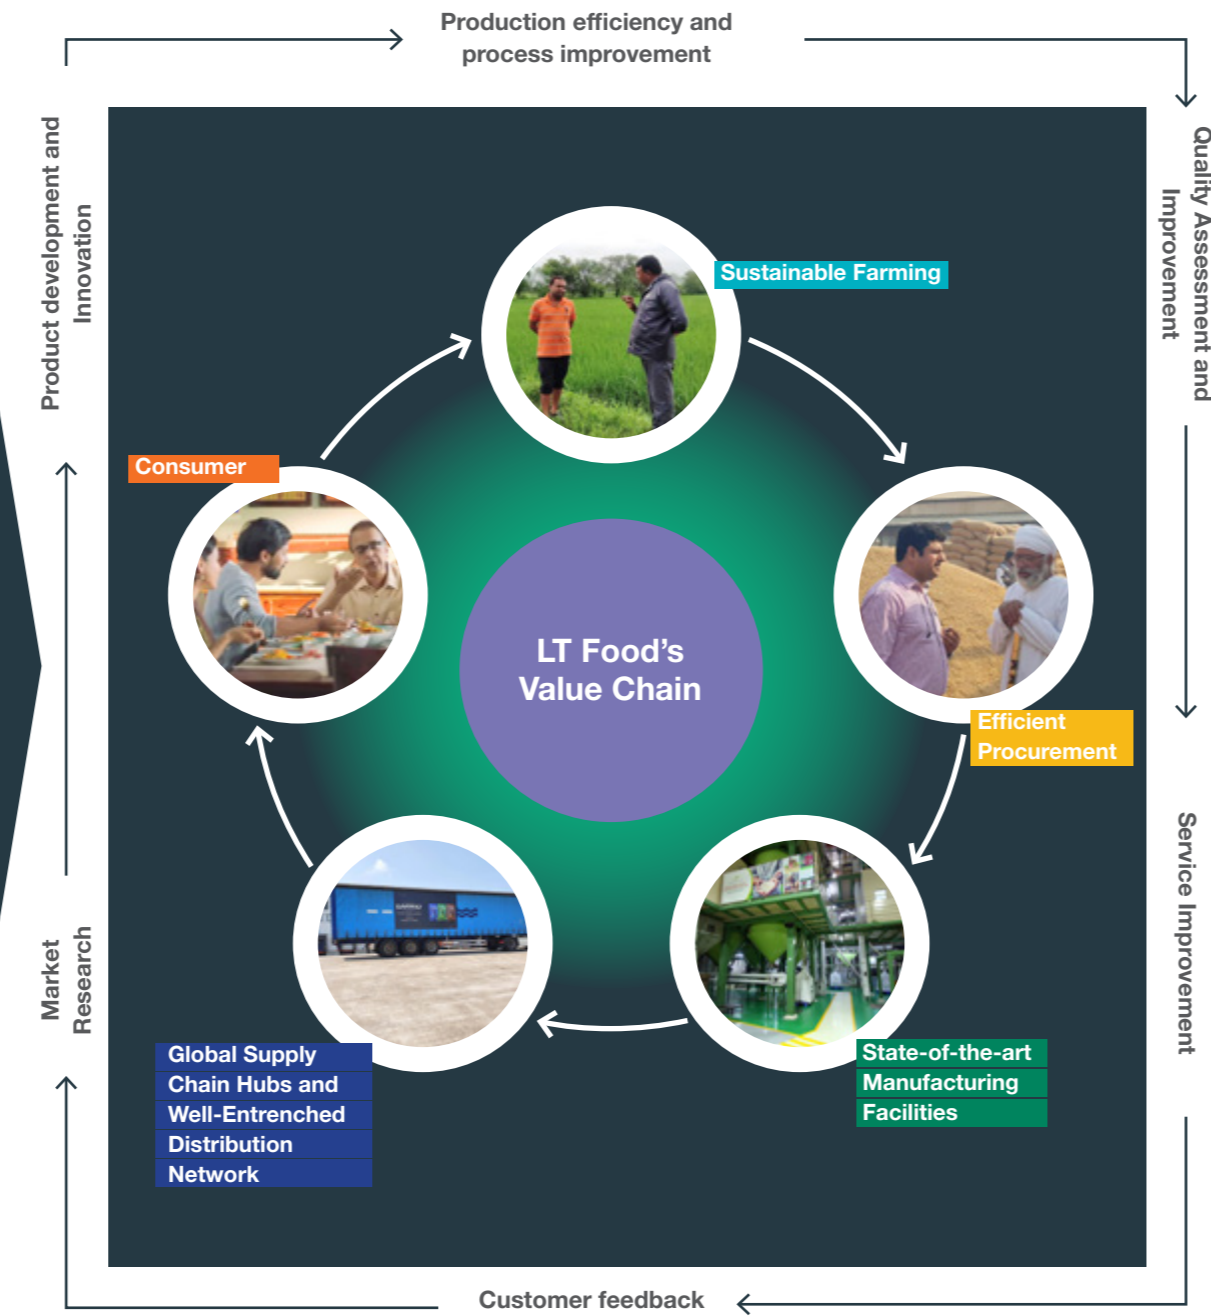 Production efficiency and
process improvement
Product development and
Innovation
Quality Assessment and
Improvement
Sustainable Farming
Consumer
LT Food’s
Value Chain
Efficient
Procurement
Market
Research
Service Improvement
Global Supply
Chain Hubs and
Well-Entrenched
Distribution
Network
State-of-the-art
Manufacturing
Facilities
Customer feedback